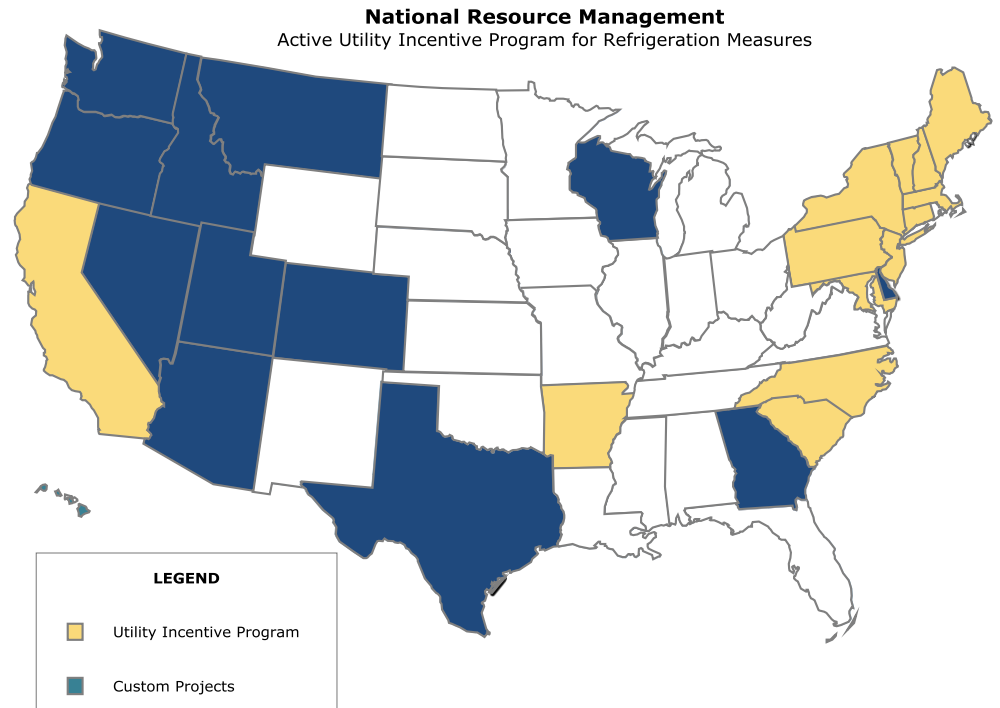 National Resource Management
Active Utility Incentive Program for Refrigeration Measures
LEGEND
Utility Incentive Program
Custom Projects